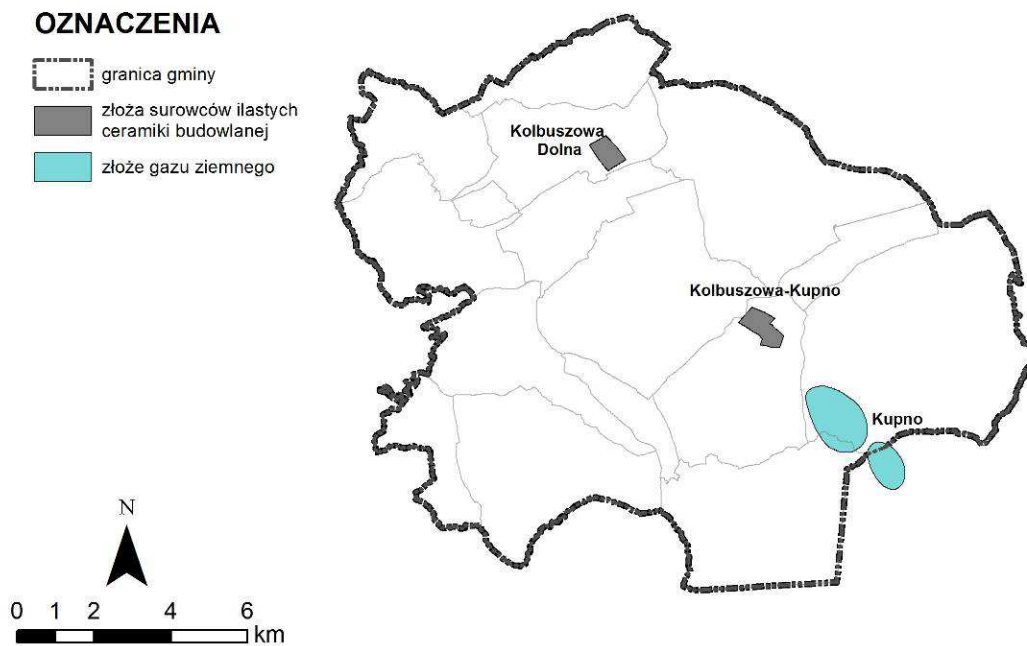 OZNACZENIA
granica gminy
złoża surowców ilastych
ceramiki budowlanej
złoże gazu ziemnego
Kolbuszowa
Dolna
Kolbuszowa-Kupno
Kupno
N
0 1 2 4 6
km